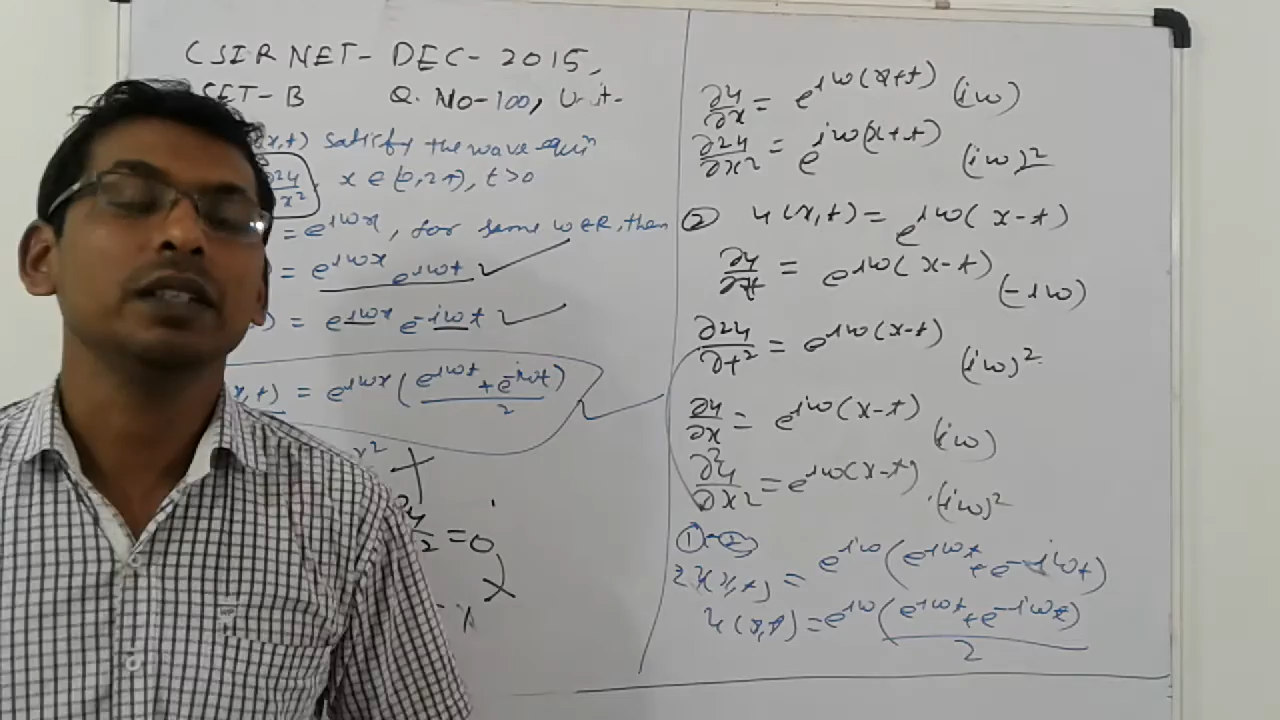 CSIR NET- DEC- 2015,
SET-B Q. No-100, Unit-
(x,t) satisfy the wave eqn
∂²u/∂x², x ∈ (0,2π), t>0
= e^{iωx}, for some ω ∈ R, then
= e^{iωx} e^{iωt} ✓
) = e^{iωx} e^{-iωt} ✓
(x,t) = e^{iωx} (e^{iωt} + e^{-iωt})/2
= 0
∂u/∂x = e^{iω(x+t)} (iω)
∂²u/∂x² = e^{iω(x+t)} (iω)²
② u(x,t) = e^{iω(x-t)}
∂u/∂t = e^{iω(x-t)} (-iω)
∂²u/∂t² = e^{iω(x-t)} (iω)²
∂u/∂x = e^{iω(x-t)} (iω)
∂²u/∂x² = e^{iω(x-t)} · (iω)²
① ②
2u(x,t) = e^{iω} (e^{iωt} + e^{-iωt})
u(x,t) = e^{iω} (e^{iωt} + e^{-iωt})/2